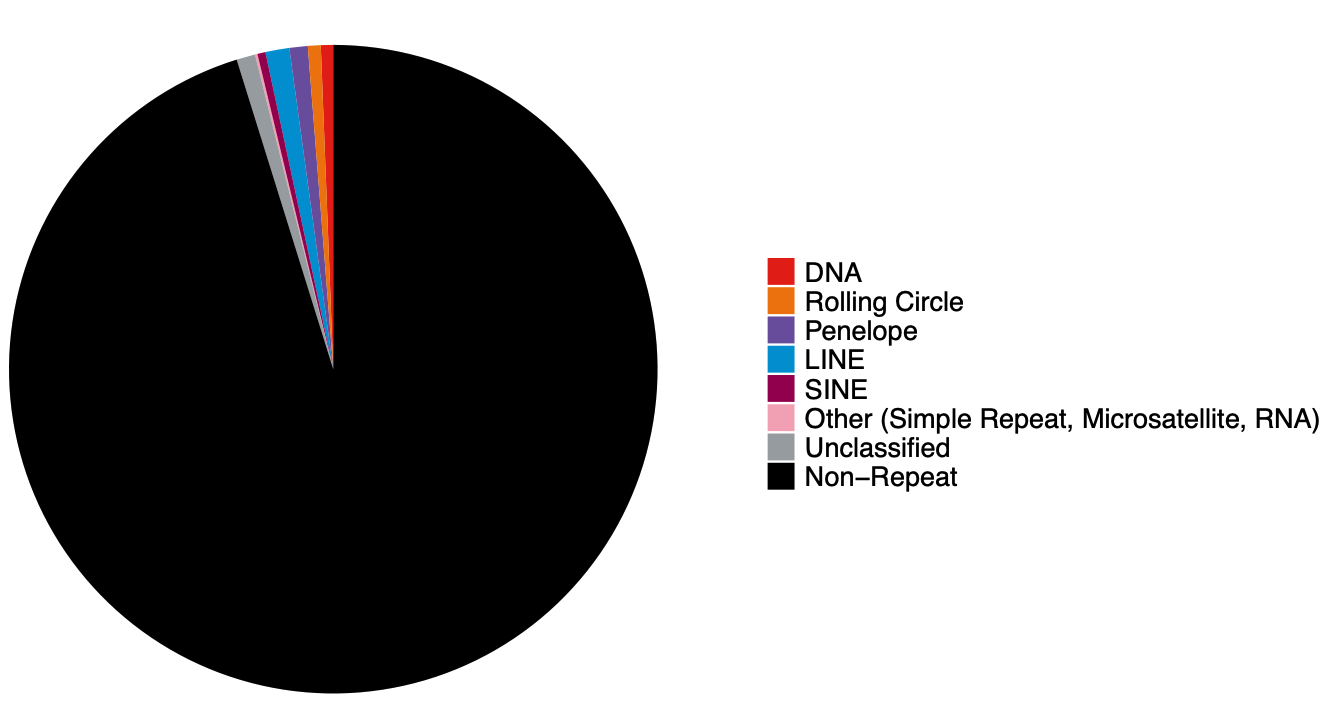 DNA
Rolling Circle
Penelope
LINE
SINE
Other (Simple Repeat, Microsatellite, RNA)
Unclassified
Non−Repeat